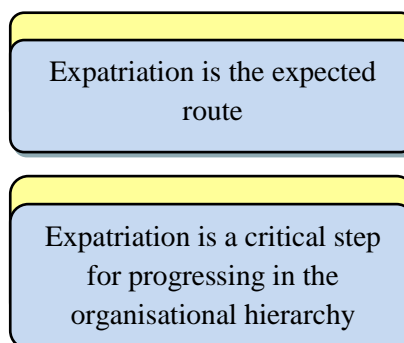 Expatriation is the expected
route
Expatriation is a critical step
for progressing in the
organisational hierarchy